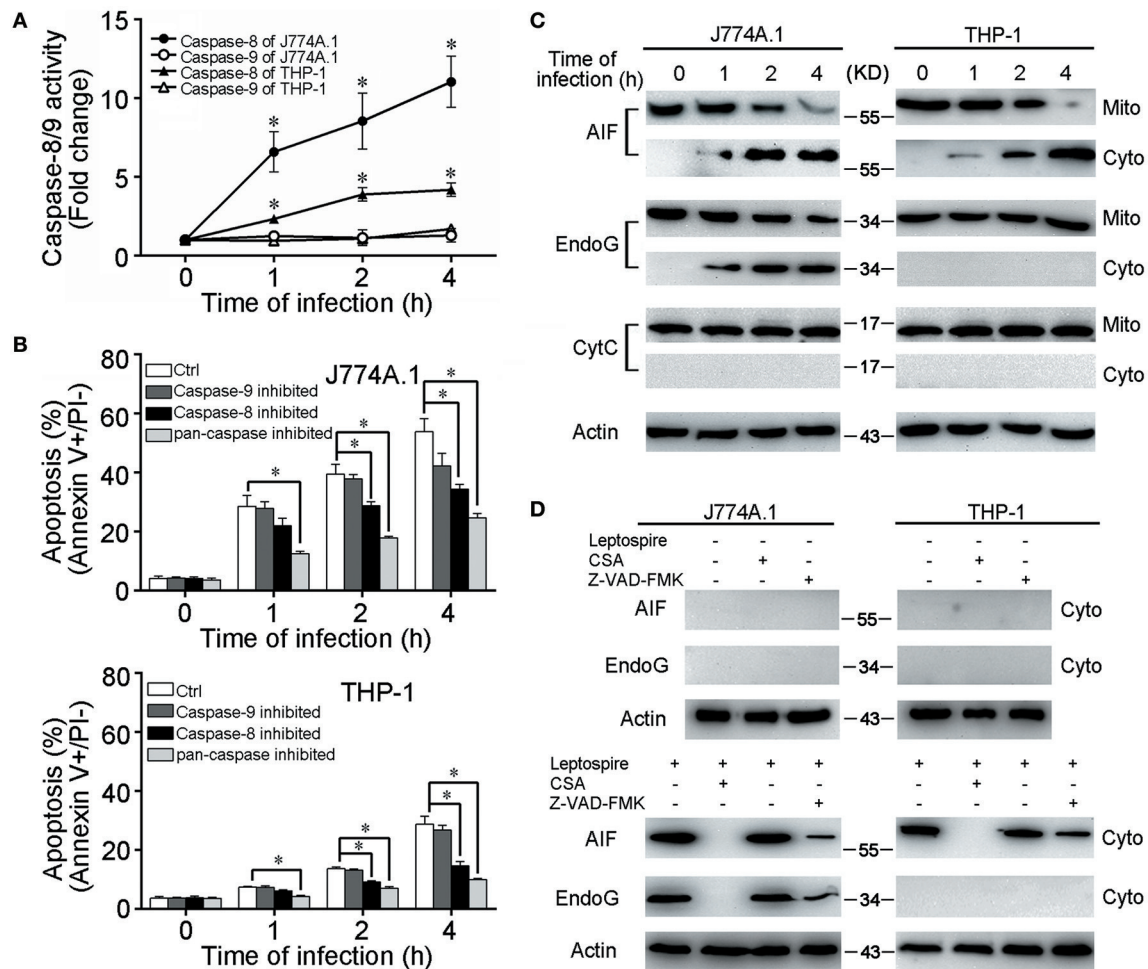 A
Caspase-8 of J774A.1
Caspase-9 of J774A.1
Caspase-8 of THP-1
Caspase-9 of THP-1
15
10
5
0
Caspase-8/9 activity
(Fold change)
* * *
* * *
0 1 2 4
Time of infection (h)
B
J774A.1
Ctrl
Caspase-9 inhibited
Caspase-8 inhibited
pan-caspase inhibited
80
60
40
20
0
Apoptosis (%)
(Annexin V+/PI-)
* * * * *
0 1 2 4
Time of infection (h)
THP-1
Ctrl
Caspase-9 inhibited
Caspase-8 inhibited
pan-caspase inhibited
80
60
40
20
0
Apoptosis (%)
(Annexin V+/PI-)
* * * * *
0 1 2 4
Time of infection (h)
C
J774A.1 THP-1
Time of
infection (h) 0 1 2 4 (KD) 0 1 2 4
AIF
55 Mito
55 Cyto
EndoG
34 Mito
34 Cyto
CytC
17 Mito
17 Cyto
Actin 43
D
J774A.1 THP-1
Leptospire - - - - - -
CSA - + - - + -
Z-VAD-FMK - - + - - +
AIF 55 Cyto
EndoG 34 Cyto
Actin 43
Leptospire + + + + + + + +
CSA - + - - - + - -
Z-VAD-FMK - - - + - - - +
AIF 55 Cyto
EndoG 34 Cyto
Actin 43